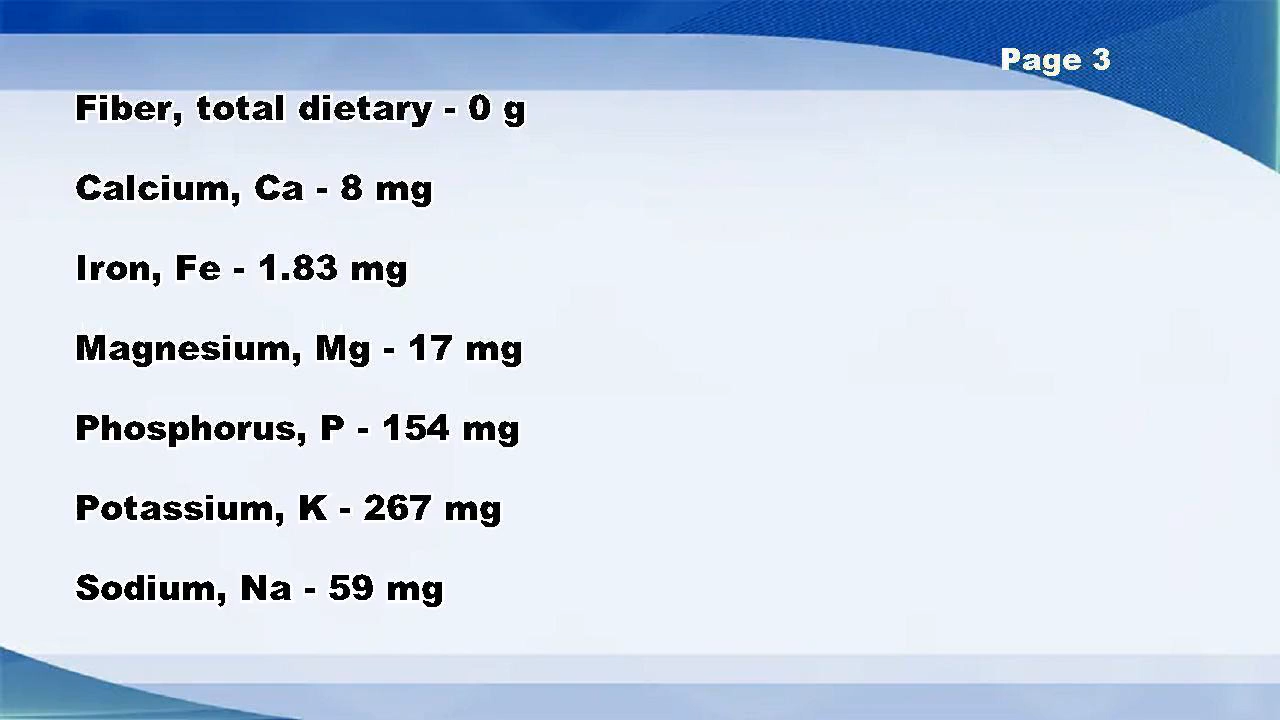 Page 3
Fiber, total dietary - 0 g
Calcium, Ca - 8 mg
Iron, Fe - 1.83 mg
Magnesium, Mg - 17 mg
Phosphorus, P - 154 mg
Potassium, K - 267 mg
Sodium, Na - 59 mg